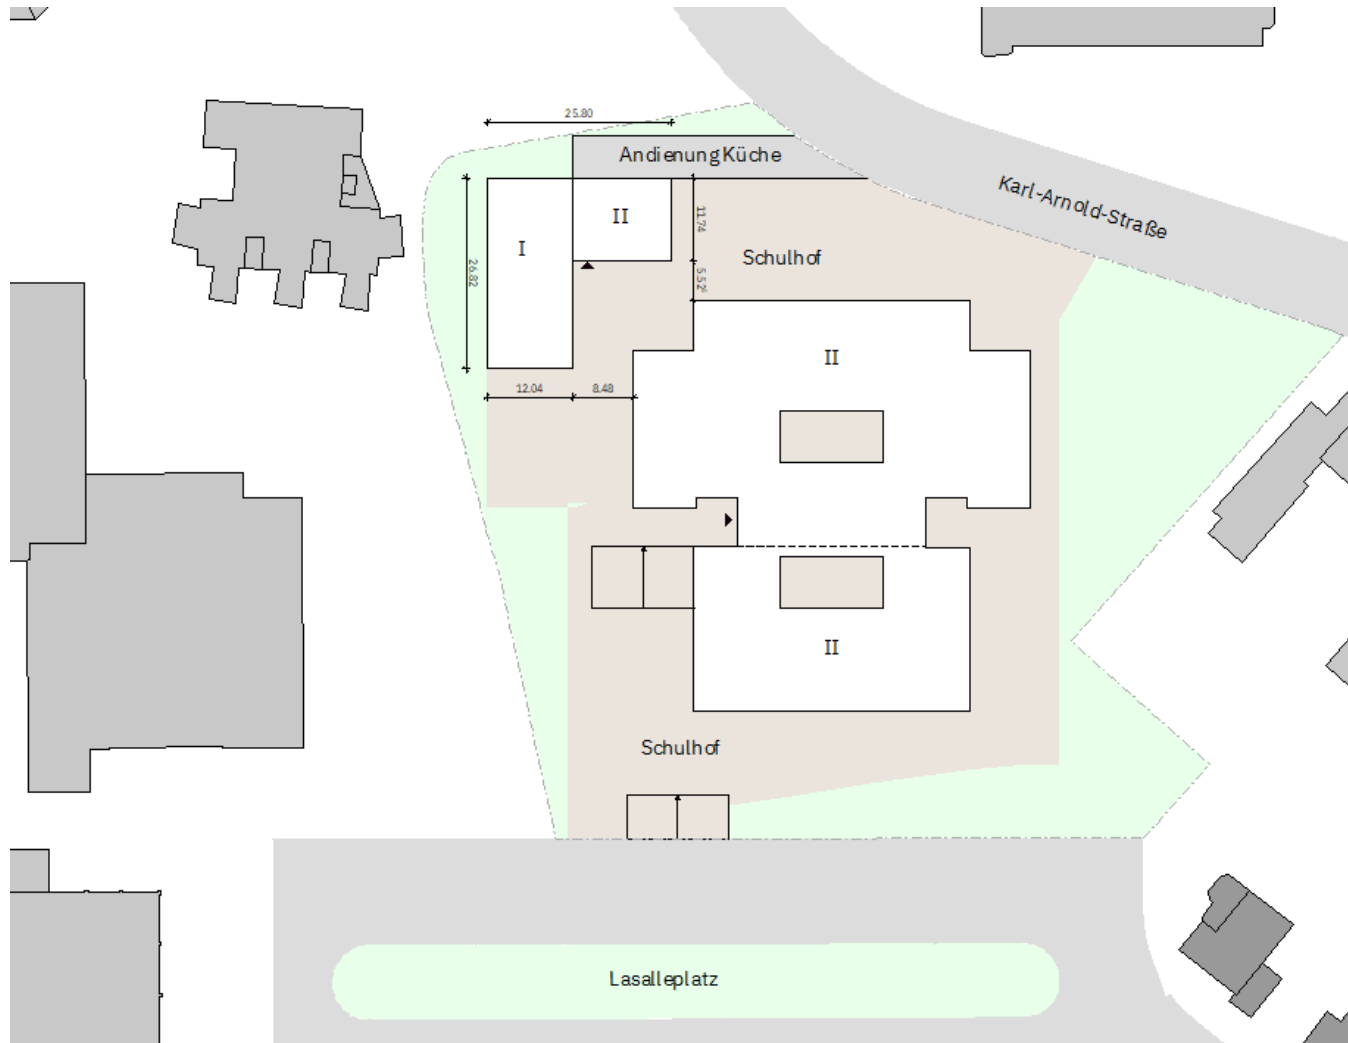 25.80
Andienung Küche
Karl-Arnold-Straße
II
11.74
I
Schulhof
26.82
5.52⁵
II
12.04
8.48
II
Schulhof
Lasalleplatz